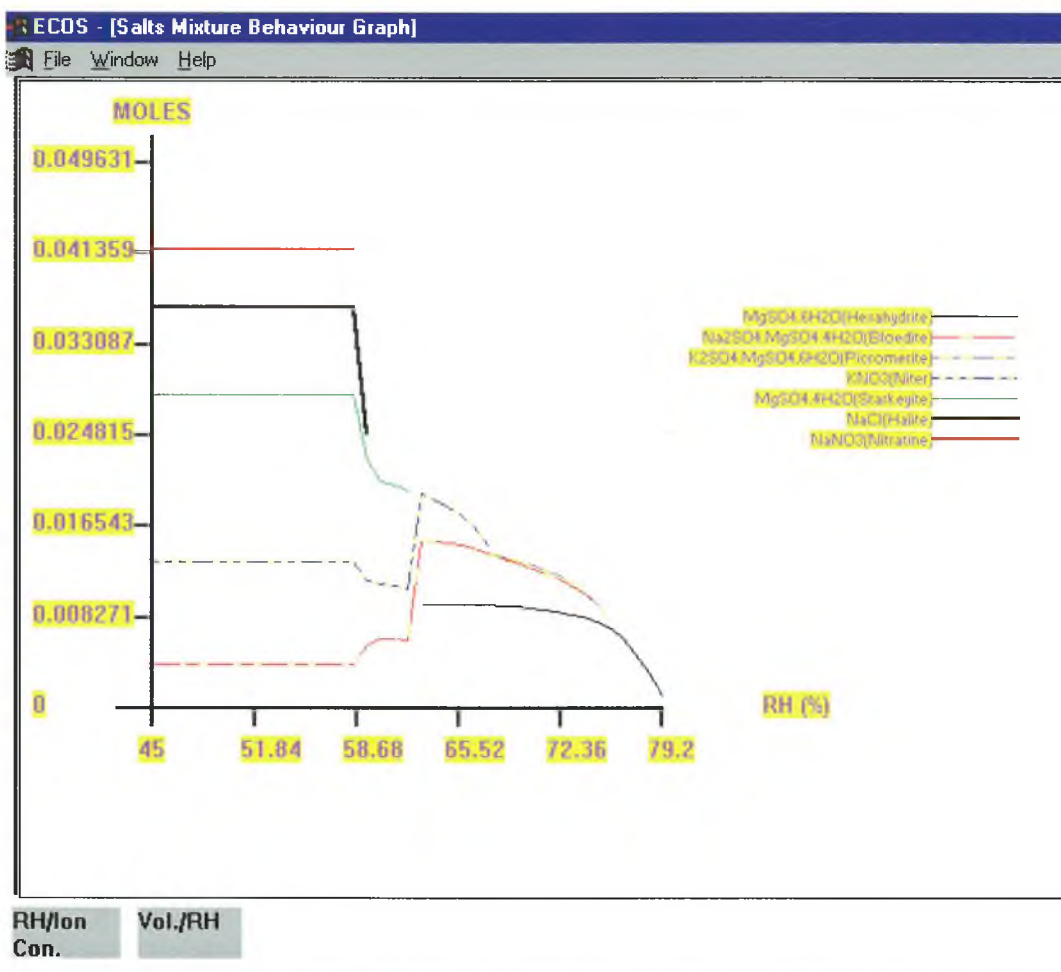 ECOS - [Salts Mixture Behaviour Graph]
File Window Help
MOLES
0.049631
0.041359
0.033087
0.024815
0.016543
0.008271
0
45 51.84 58.68 65.52 72.36 79.2
RH (%)
MgSO4.6H2O(Hexahydrite)
Na2SO4.MgSO4.4H2O(Bloedite)
K2SO4.MgSO4.6H2O(Picromerite)
KNO3(Niter)
MgSO4.4H2O(Starkeyite)
NaCl(Halite)
NaNO3(Nitratine)
RH/Ion Vol./RH
Con.